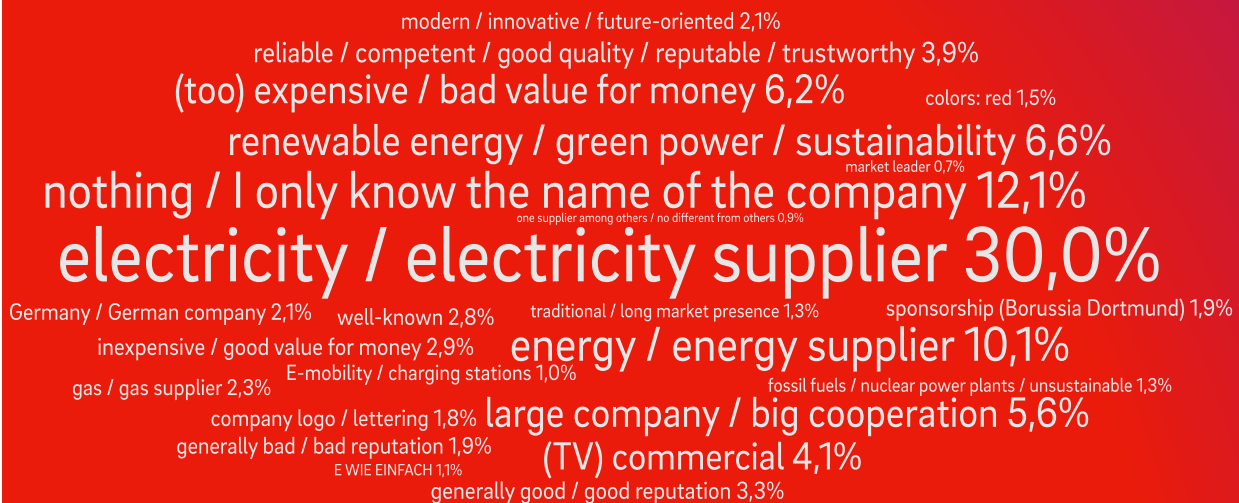 modern / innovative / future-oriented 2,1%
reliable / competent / good quality / reputable / trustworthy 3,9%
(too) expensive / bad value for money 6,2%
colors: red 1,5%
renewable energy / green power / sustainability 6,6%
market leader 0,7%
nothing / I only know the name of the company 12,1%
one supplier among others / no different from others 0,9%
electricity / electricity supplier 30,0%
Germany / German company 2,1%
well-known 2,8%
traditional / long market presence 1,3%
sponsorship (Borussia Dortmund) 1,9%
inexpensive / good value for money 2,9%
energy / energy supplier 10,1%
E-mobility / charging stations 1,0%
gas / gas supplier 2,3%
fossil fuels / nuclear power plants / unsustainable 1,3%
company logo / lettering 1,8%
large company / big cooperation 5,6%
generally bad / bad reputation 1,9%
(TV) commercial 4,1%
E WIE EINFACH 1,1%
generally good / good reputation 3,3%